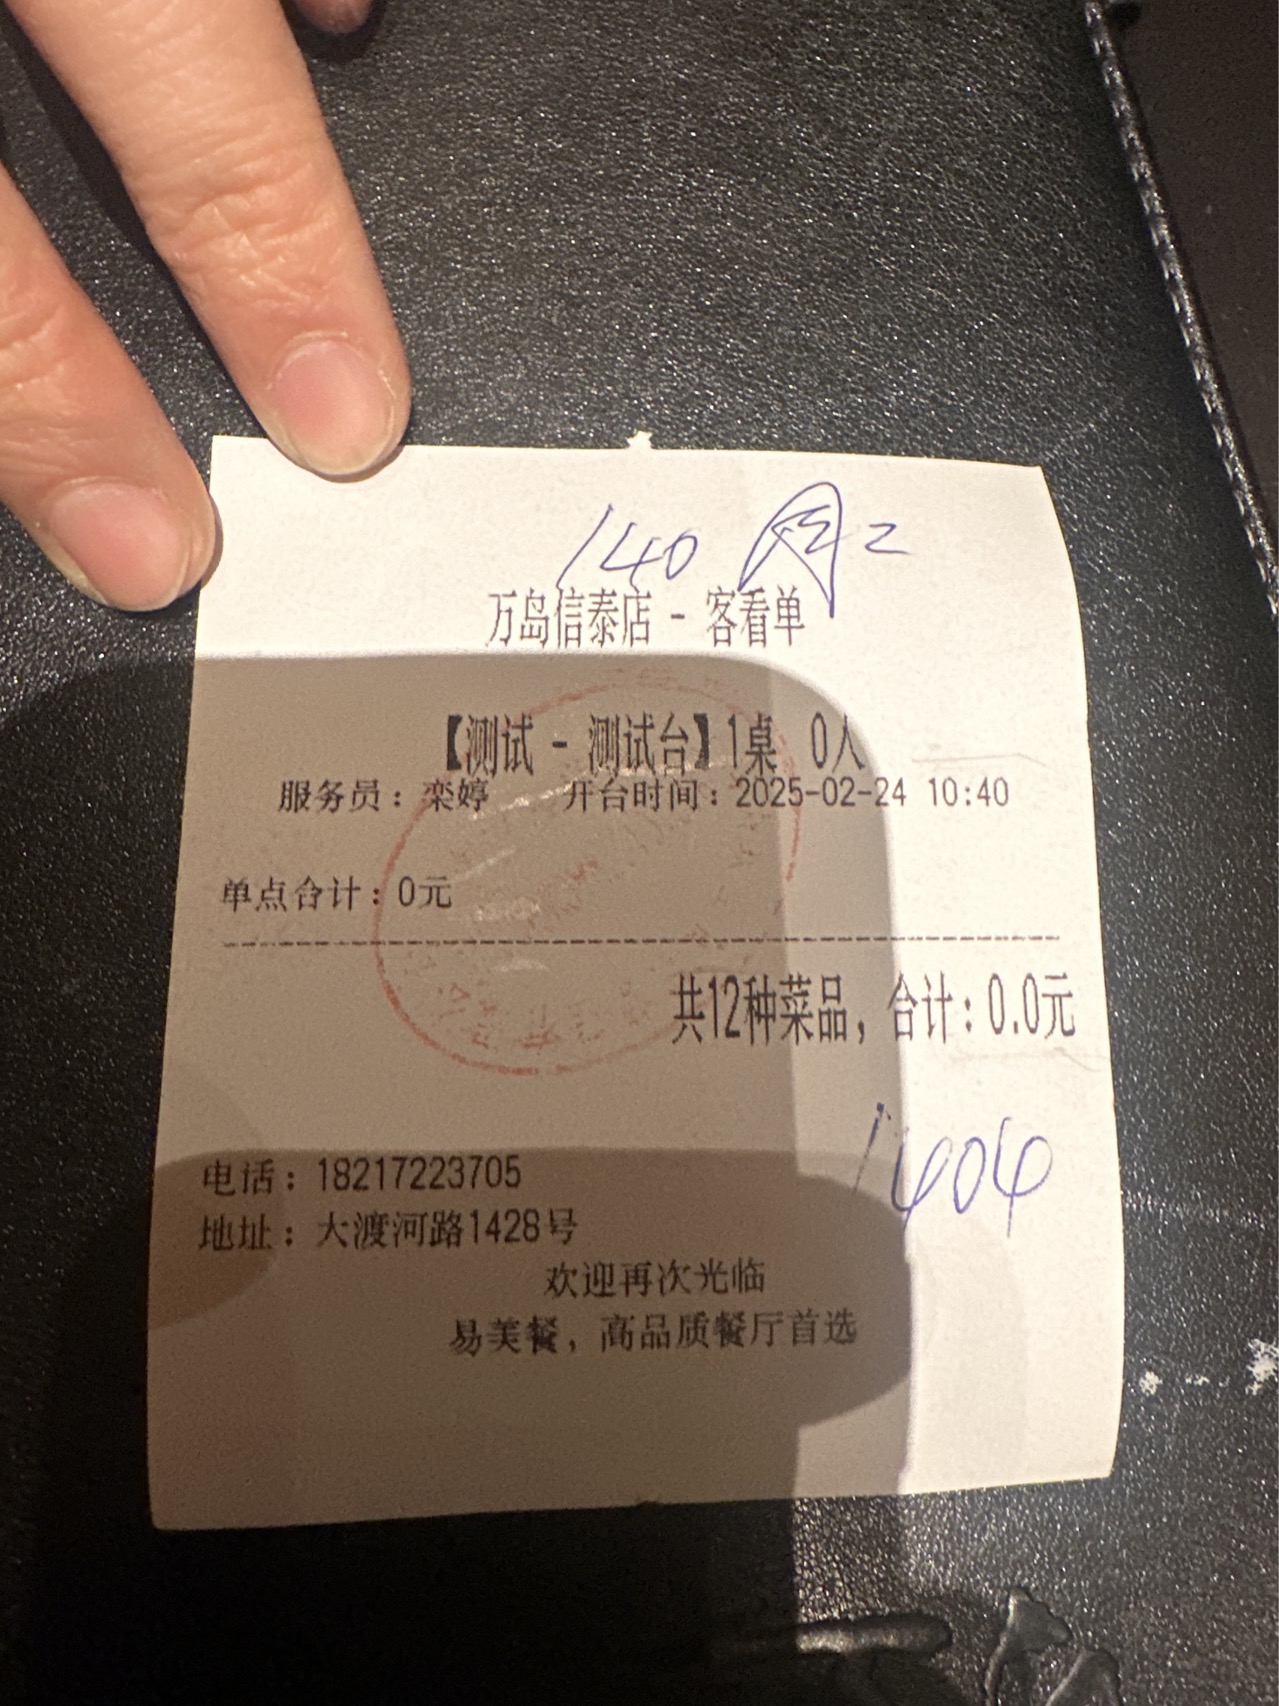 140
万岛信泰店 - 客看单
【测试 - 测试台】1桌 0人
服务员：栾婷 开台时间：2025-02-24 10:40
单点合计：0元
共12种菜品，合计：0.0元
1404
电话：18217223705
地址：大渡河路1428号
欢迎再次光临
易美餐，高品质餐厅首选